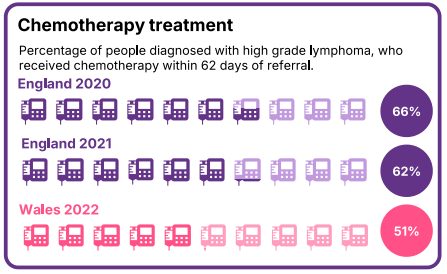 Chemotherapy treatment
Percentage of people diagnosed with high grade lymphoma, who
received chemotherapy within 62 days of referral.
England 2020
66%
England 2021
62%
Wales 2022
51%